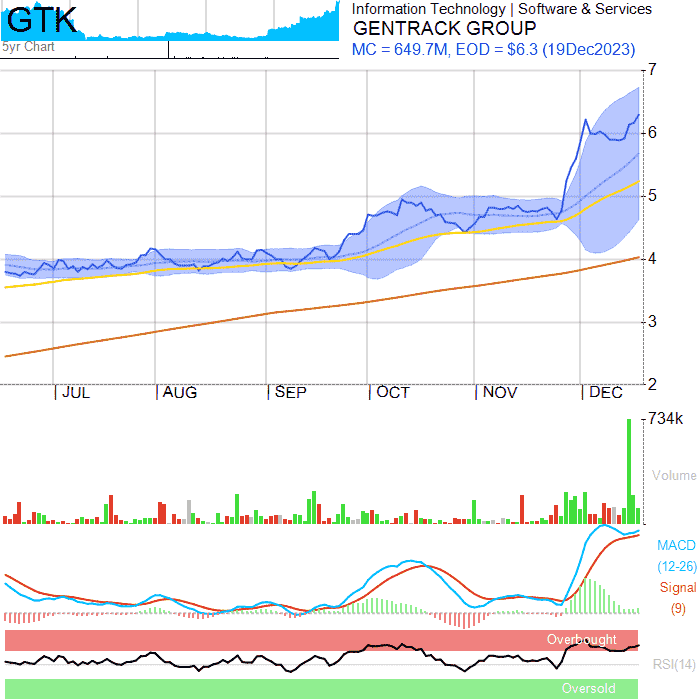 GTK
5yr Chart
Information Technology | Software & Services
GENTRACK GROUP
MC = 649.7M, EOD = $6.3 (19Dec2023)
7
6
5
4
3
2
JUL
AUG
SEP
OCT
NOV
DEC
734k
Volume
MACD
(12-26)
Signal
(9)
Overbought
RSI(14)
Oversold